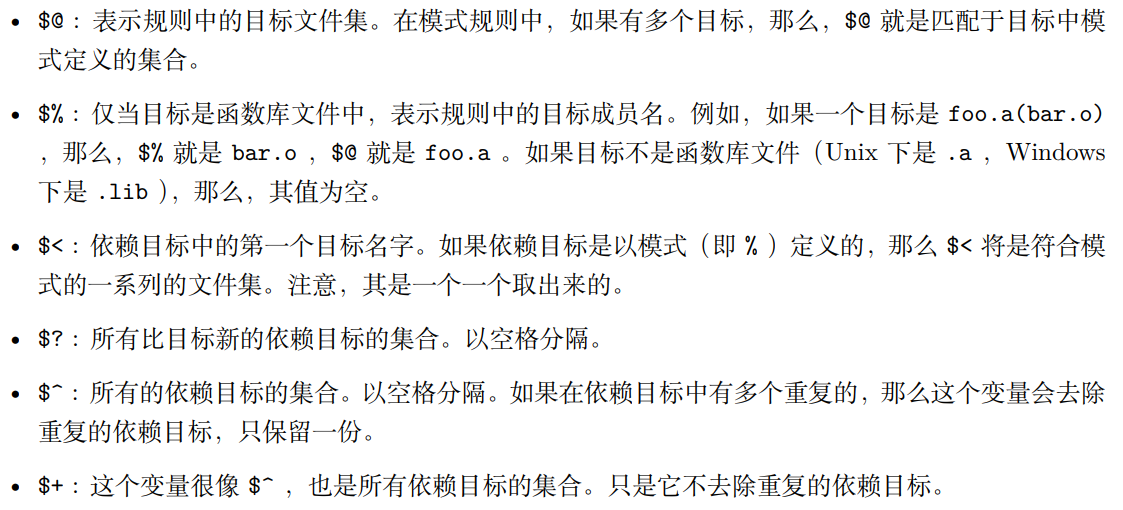 • $@ : 表示规则中的目标文件集。在模式规则中，如果有多个目标，那么，$@ 就是匹配于目标中模
式定义的集合。
• $% : 仅当目标是函数库文件中，表示规则中的目标成员名。例如，如果一个目标是 foo.a(bar.o)
，那么，$% 就是 bar.o ，$@ 就是 foo.a 。如果目标不是函数库文件（Unix 下是 .a ，Windows
下是 .lib ），那么，其值为空。
• $< : 依赖目标中的第一个目标名字。如果依赖目标是以模式（即 % ）定义的，那么 $< 将是符合模
式的一系列的文件集。注意，其是一个一个取出来的。
• $? : 所有比目标新的依赖目标的集合。以空格分隔。
• $^ : 所有的依赖目标的集合。以空格分隔。如果在依赖目标中有多个重复的，那么这个变量会去除
重复的依赖目标，只保留一份。
• $+ : 这个变量很像 $^ ，也是所有依赖目标的集合。只是它不去除重复的依赖目标。